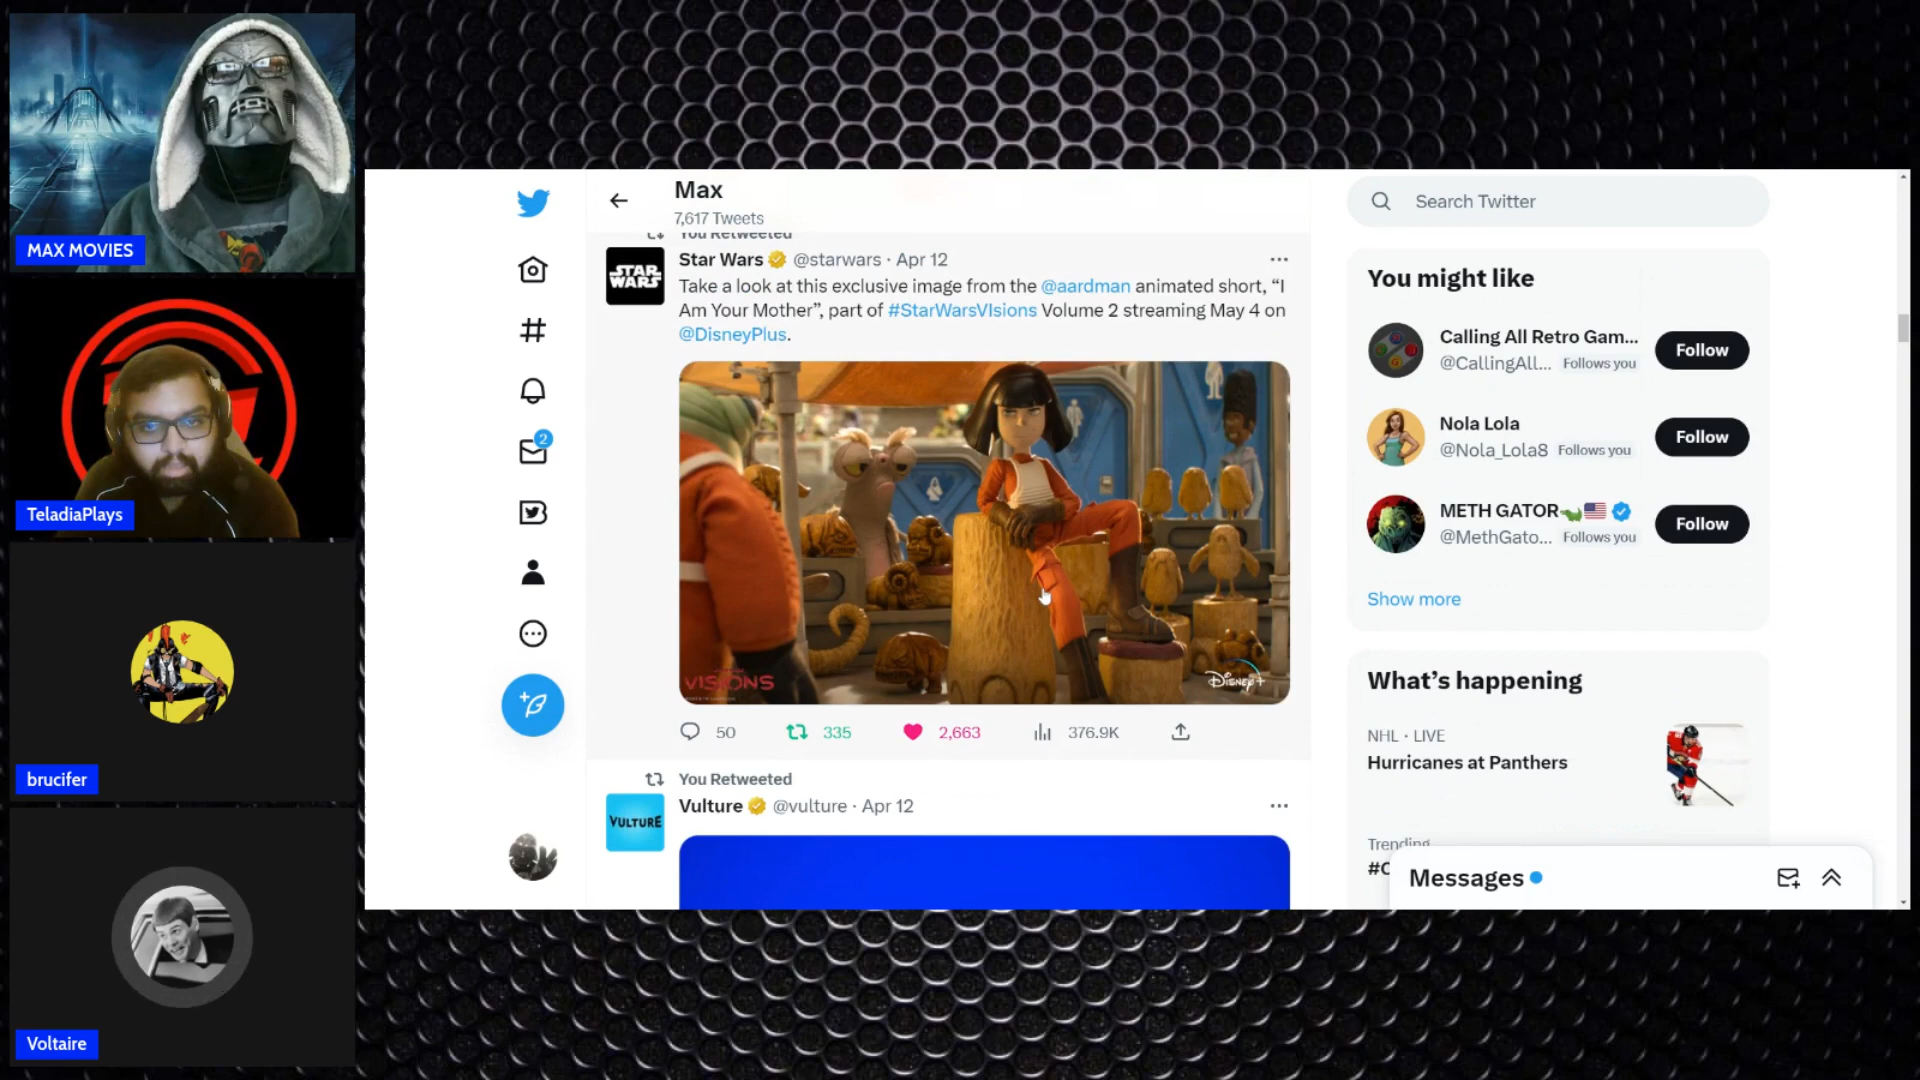 MAX MOVIES
TeladiaPlays
brucifer
Voltaire
2
Max
7,617 Tweets
You Retweeted
STAR WARS
Star Wars @starwars · Apr 12
Take a look at this exclusive image from the @aardman animated short, “I
Am Your Mother”, part of #StarWarsVIsions Volume 2 streaming May 4 on
@DisneyPlus.
VISIONS
Disney+
50 335 2,663 376.9K
You Retweeted
VULTURE
Vulture @vulture · Apr 12
Search Twitter
You might like
Calling All Retro Gam...
@CallingAll... Follows you
Follow
Nola Lola
@Nola_Lola8 Follows you
Follow
METH GATOR
@MethGato... Follows you
Follow
Show more
What’s happening
NHL · LIVE
Hurricanes at Panthers
Trending
Messages